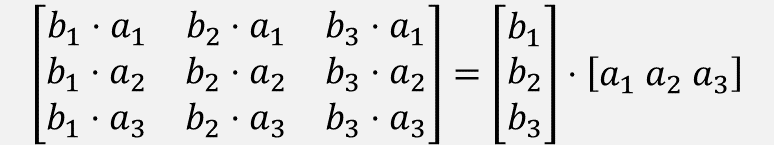 [b₁ · a₁ b₂ · a₁ b₃ · a₁]   [b₁]
[b₁ · a₂ b₂ · a₂ b₃ · a₂] = [b₂] · [a₁ a₂ a₃]
[b₁ · a₃ b₂ · a₃ b₃ · a₃]   [b₃]